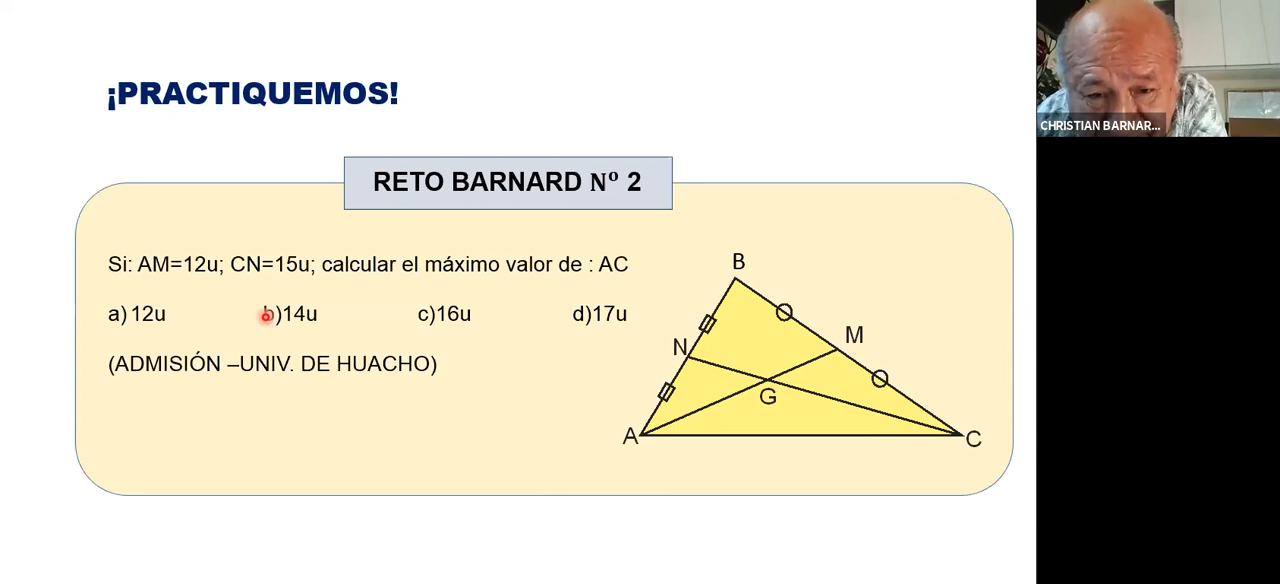 ¡PRACTIQUEMOS!
RETO BARNARD Nº 2
Si: AM=12u; CN=15u; calcular el máximo valor de : AC
a) 12u b)14u c)16u d)17u
(ADMISIÓN –UNIV. DE HUACHO)
B
N
M
G
A
C
CHRISTIAN BARNAR...